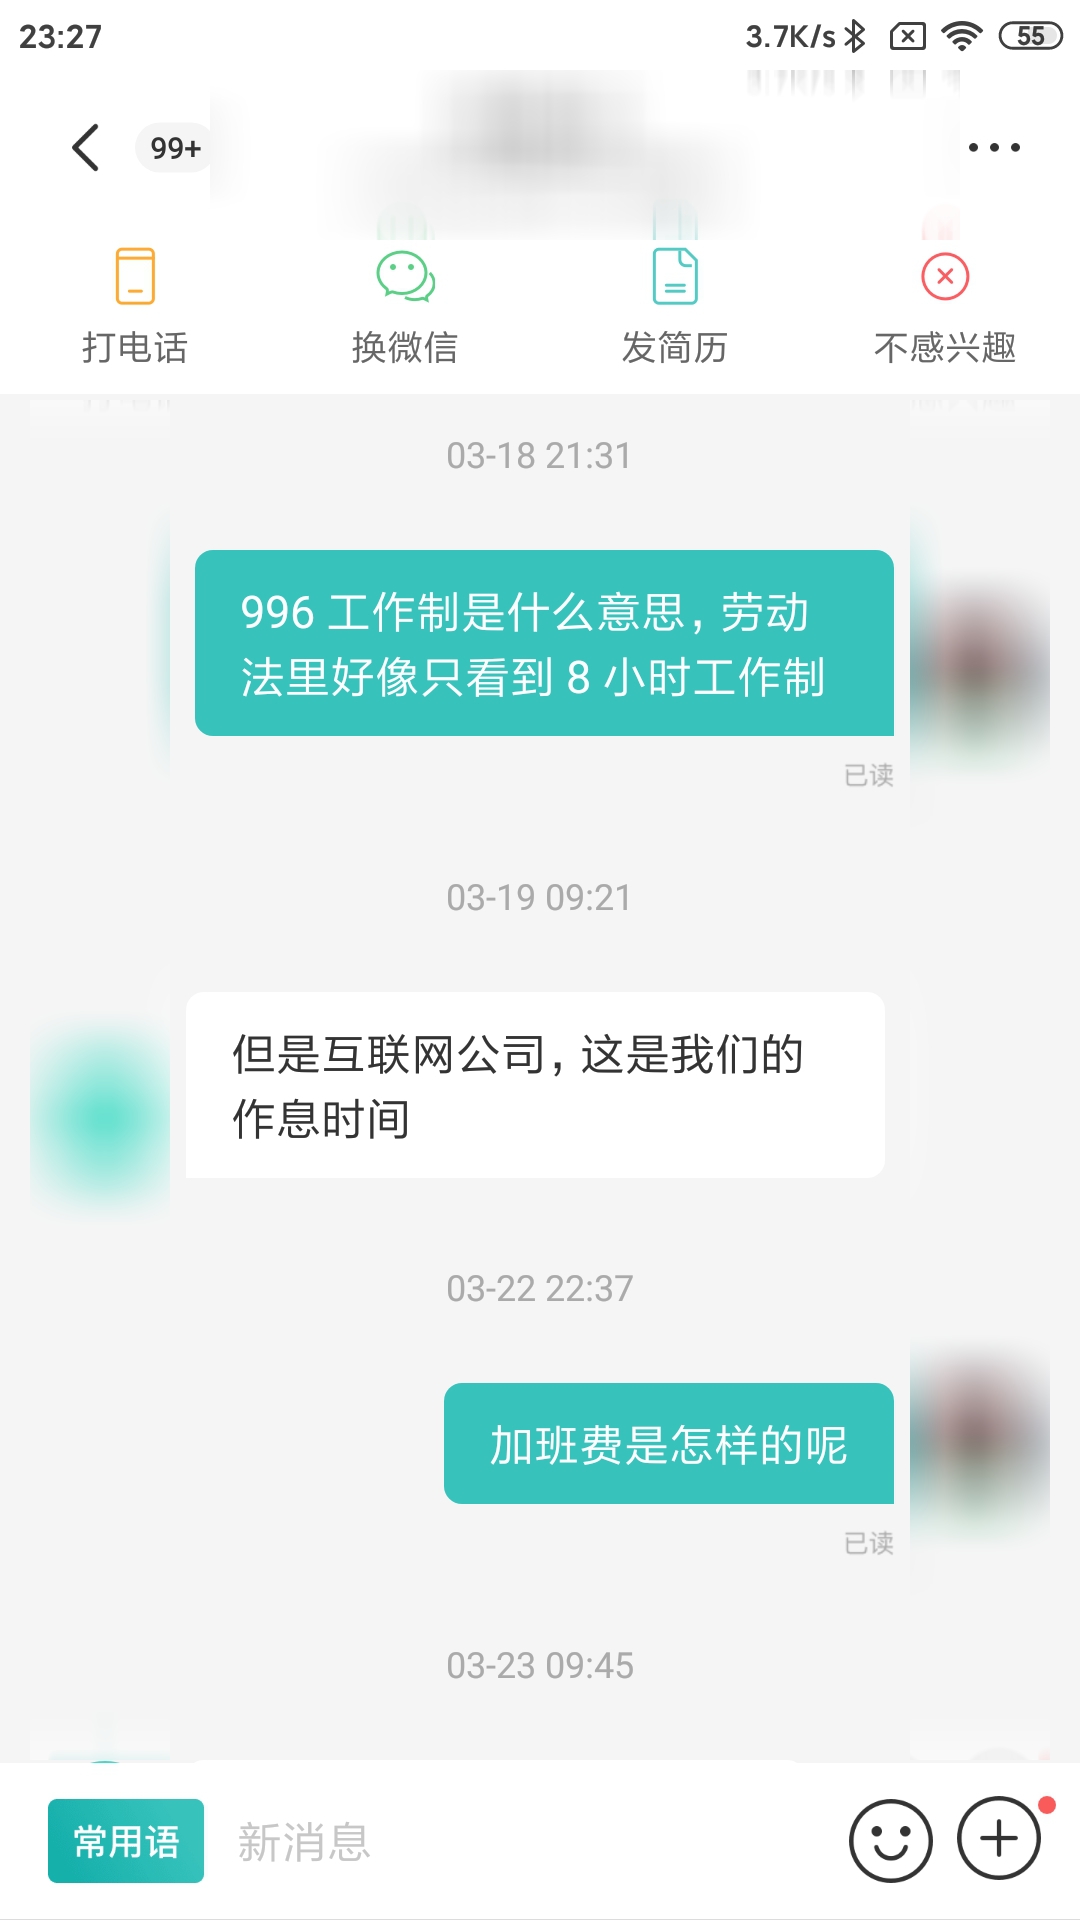 23:27
3.7K/s
55
99+
打电话
换微信
发简历
不感兴趣
03-18 21:31
996 工作制是什么意思, 劳动
法里好像只看到 8 小时工作制
已读
03-19 09:21
但是互联网公司, 这是我们的
作息时间
03-22 22:37
加班费是怎样的呢
已读
03-23 09:45
常用语
新消息